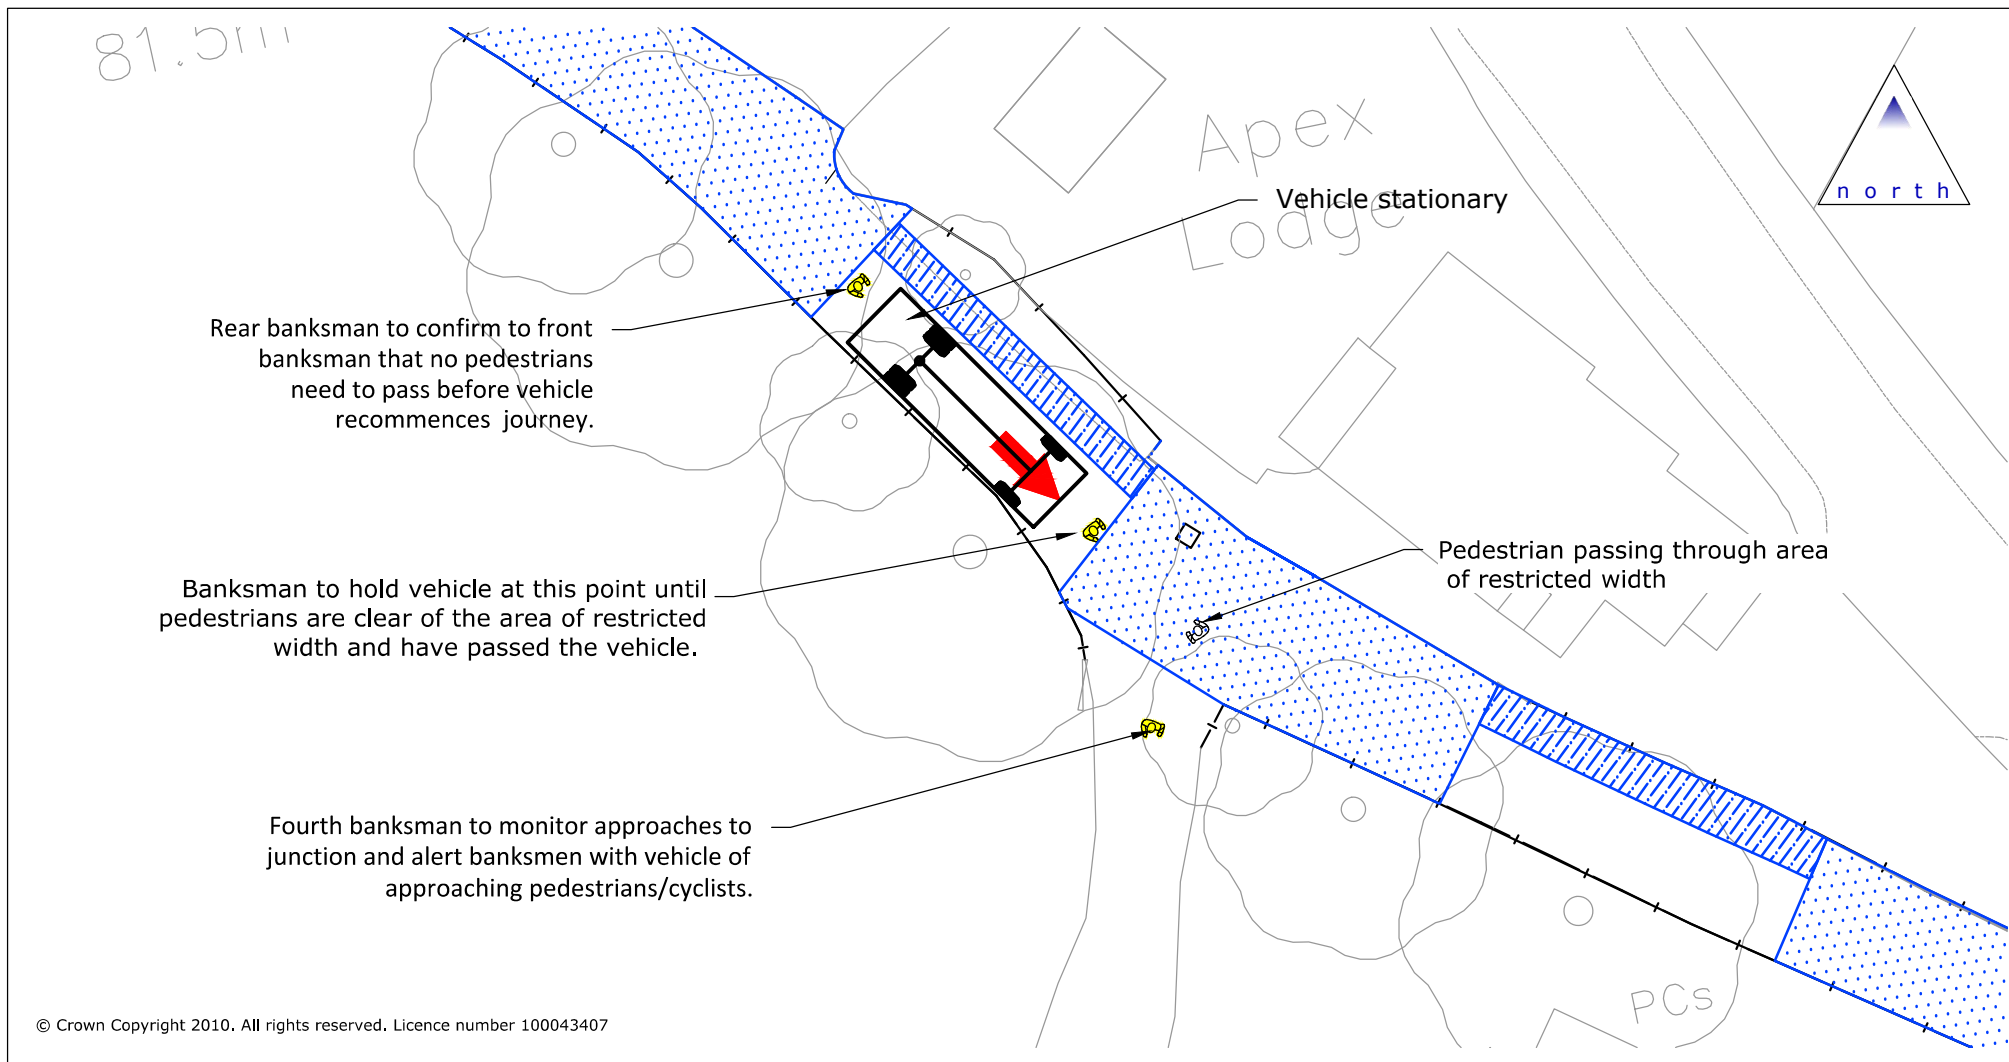 81.5m
Apex
Lodge
north
Vehicle stationary
Rear banksman to confirm to front
banksman that no pedestrians
need to pass before vehicle
recommences journey.
Banksman to hold vehicle at this point until
pedestrians are clear of the area of restricted
width and have passed the vehicle.
Pedestrian passing through area
of restricted width
Fourth banksman to monitor approaches to
junction and alert banksmen with vehicle of
approaching pedestrians/cyclists.
PCs
© Crown Copyright 2010. All rights reserved. Licence number 100043407